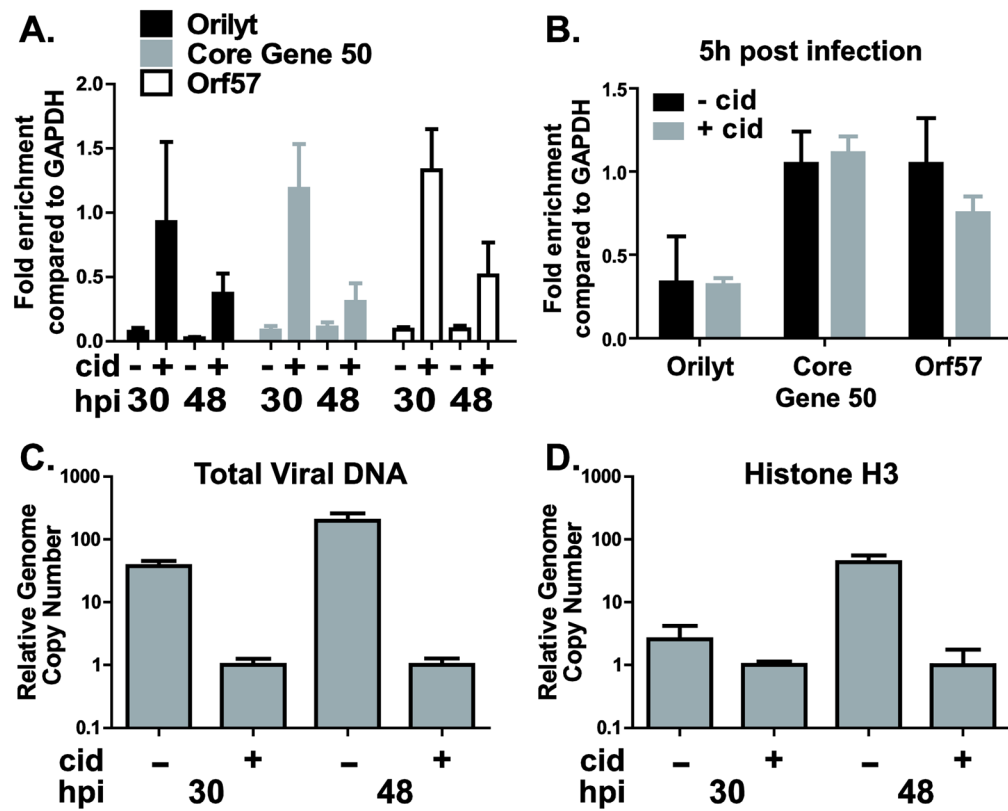 A.
Orilyt
Core Gene 50
Orf57
Fold enrichment
compared to GAPDH
2.0
1.5
1.0
0.5
0.0
cid - + - + - + - + - + - +
hpi 30 48 30 48 30 48
B.
5h post infection
- cid
+ cid
Fold enrichment
compared to GAPDH
1.5
1.0
0.5
0.0
Orilyt Core Orf57
Gene 50
C.
Total Viral DNA
Relative Genome
Copy Number
1000
100
10
1
0.1
cid - + - +
hpi 30 48
D.
Histone H3
Relative Genome
Copy Number
1000
100
10
1
0.1
cid - + - +
hpi 30 48